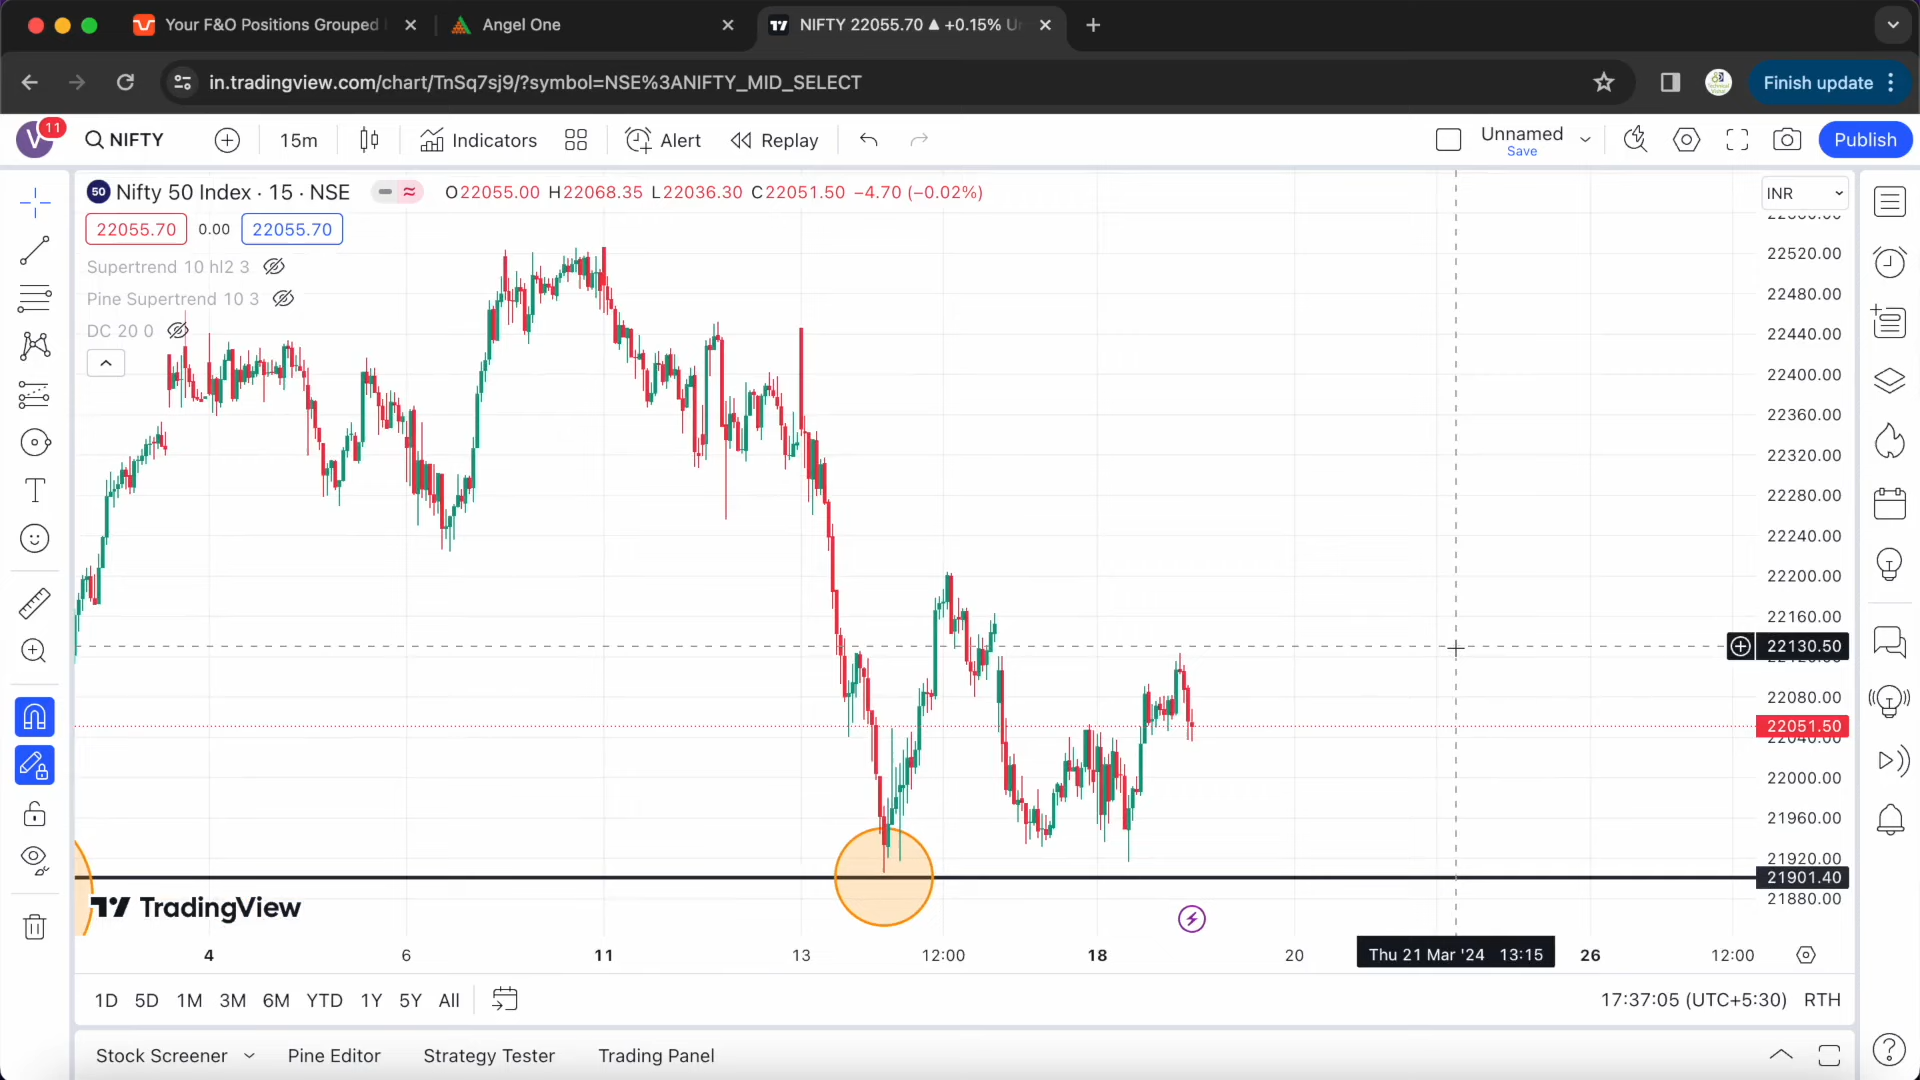 Your F&O Positions Grouped
Angel One
NIFTY 22055.70 ▲ +0.15% U
in.tradingview.com/chart/TnSq7sj9/?symbol=NSE%3ANIFTY_MID_SELECT
Finish update
V 11
NIFTY
15m
Indicators
Alert
Replay
Unnamed
Save
Publish
50 Nifty 50 Index · 15 · NSE
O22055.00 H22068.35 L22036.30 C22051.50 −4.70 (−0.02%)
INR
22055.70 0.00 22055.70
Supertrend 10 hl2 3
Pine Supertrend 10 3
DC 20 0
22520.00
22480.00
22440.00
22400.00
22360.00
22320.00
22280.00
22240.00
22200.00
22160.00
22130.50
22080.00
22051.50
22040.00
22000.00
21960.00
21920.00
21901.40
21880.00
TradingView
4 6 11 13 12:00 18 20 Thu 21 Mar '24 13:15 26 12:00
1D 5D 1M 3M 6M YTD 1Y 5Y All
17:37:05 (UTC+5:30) RTH
Stock Screener Pine Editor Strategy Tester Trading Panel